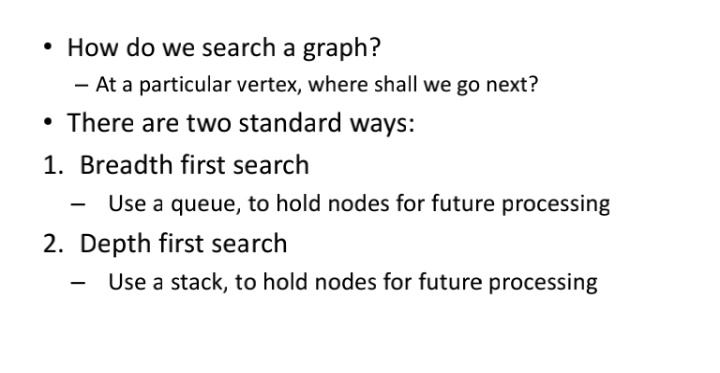 • How do we search a graph?
– At a particular vertex, where shall we go next?
• There are two standard ways:
1. Breadth first search
– Use a queue, to hold nodes for future processing
2. Depth first search
– Use a stack, to hold nodes for future processing